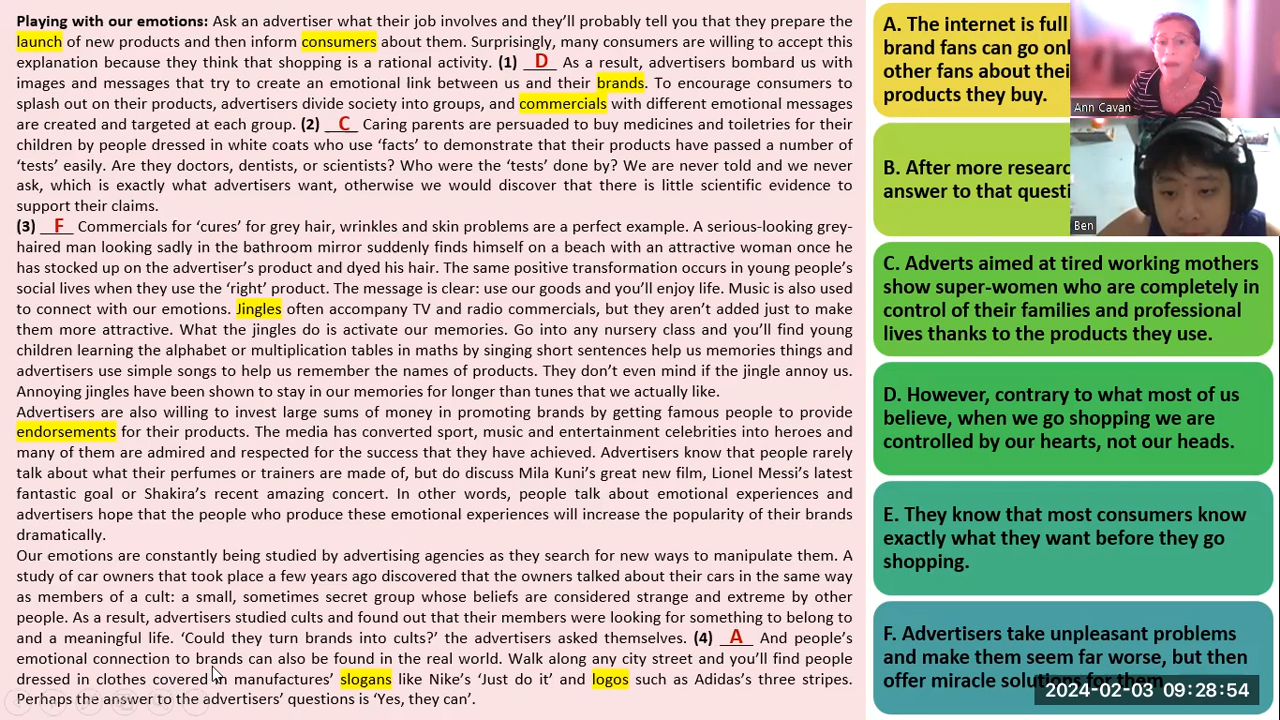 Playing with our emotions: Ask an advertiser what their job involves and they’ll probably tell you that they prepare the
launch of new products and then inform consumers about them. Surprisingly, many consumers are willing to accept this
explanation because they think that shopping is a rational activity. (1) __D_ As a result, advertisers bombard us with
images and messages that try to create an emotional link between us and their brands. To encourage consumers to
splash out on their products, advertisers divide society into groups, and commercials with different emotional messages
are created and targeted at each group. (2) __C_ Caring parents are persuaded to buy medicines and toiletries for their
children by people dressed in white coats who use ‘facts’ to demonstrate that their products have passed a number of
‘tests’ easily. Are they doctors, dentists, or scientists? Who were the ‘tests’ done by? We are never told and we never
ask, which is exactly what advertisers want, otherwise we would discover that there is little scientific evidence to
support their claims.
(3) __F_ Commercials for ‘cures’ for grey hair, wrinkles and skin problems are a perfect example. A serious-looking grey-
haired man looking sadly in the bathroom mirror suddenly finds himself on a beach with an attractive woman once he
has stocked up on the advertiser’s product and dyed his hair. The same positive transformation occurs in young people’s
social lives when they use the ‘right’ product. The message is clear: use our goods and you’ll enjoy life. Music is also used
to connect with our emotions. Jingles often accompany TV and radio commercials, but they aren’t added just to make
them more attractive. What the jingles do is activate our memories. Go into any nursery class and you’ll find young
children learning the alphabet or multiplication tables in maths by singing short sentences help us memories things and
advertisers use simple songs to help us remember the names of products. They don’t even mind if the jingle annoy us.
Annoying jingles have been shown to stay in our memories for longer than tunes that we actually like.
Advertisers are also willing to invest large sums of money in promoting brands by getting famous people to provide
endorsements for their products. The media has converted sport, music and entertainment celebrities into heroes and
many of them are admired and respected for the success that they have achieved. Advertisers know that people rarely
talk about what their perfumes or trainers are made of, but do discuss Mila Kuni’s great new film, Lionel Messi’s latest
fantastic goal or Shakira’s recent amazing concert. In other words, people talk about emotional experiences and
advertisers hope that the people who produce these emotional experiences will increase the popularity of their brands
dramatically.
Our emotions are constantly being studied by advertising agencies as they search for new ways to manipulate them. A
study of car owners that took place a few years ago discovered that the owners talked about their cars in the same way
as members of a cult: a small, sometimes secret group whose beliefs are considered strange and extreme by other
people. As a result, advertisers studied cults and found out that their members were looking for something to belong to
and a meaningful life. ‘Could they turn brands into cults?’ the advertisers asked themselves. (4) __A_ And people’s
emotional connection to brands can also be found in the real world. Walk along any city street and you’ll find people
dressed in clothes covered in manufactures’ slogans like Nike’s ‘Just do it’ and logos such as Adidas’s three stripes.
Perhaps the answer to the advertisers’ questions is ‘Yes, they can’.
A. The internet is full
brand fans can go
other fans about
products they buy.
B. After more
answer to that
C. Adverts aimed at tired working mothers
show super-women who are completely in
control of their families and professional
lives thanks to the products they use.
D. However, contrary to what most of us
believe, when we go shopping we are
controlled by our hearts, not our heads.
E. They know that most consumers know
exactly what they want before they go
shopping.
F. Advertisers take unpleasant problems
and make them seem far worse, but then
offer miracle solutions for them.
Ann Cavan
Ben
2024-02-03 09:28:54